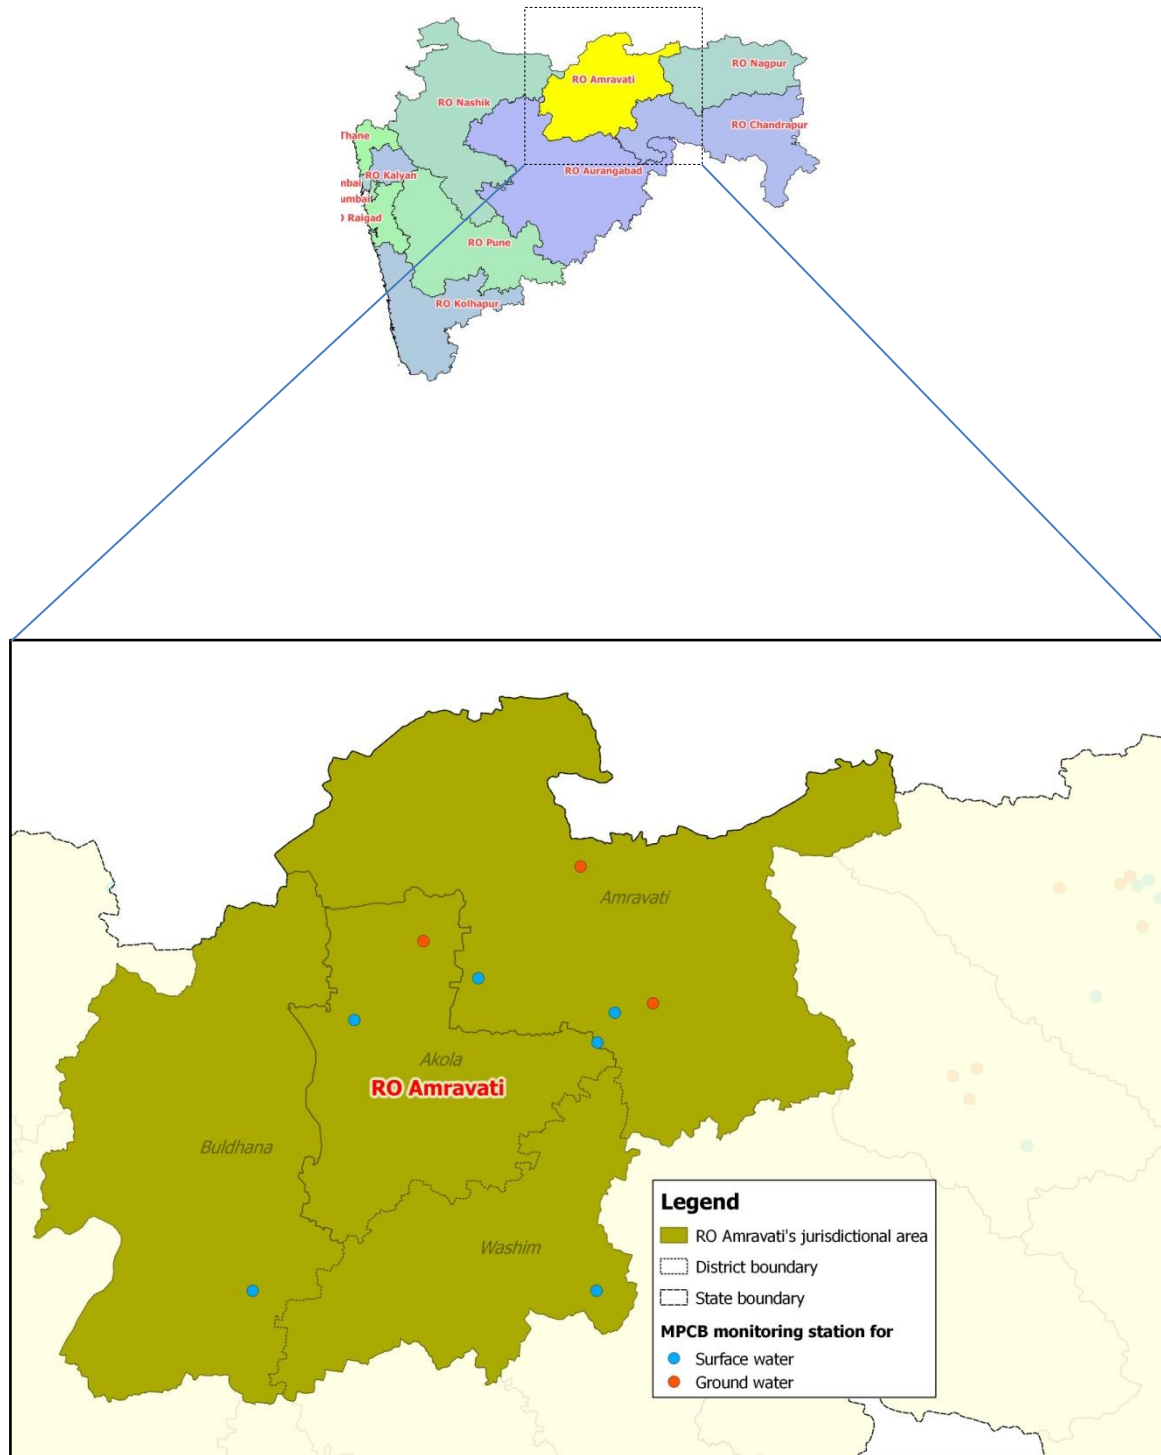 RO Amravati
RO Nagpur
RO Nashik
RO Chandrapur
Thane
RO Kalyan
RO Aurangabad
mbai
umbai
O Raigad
RO Pune
RO Kolhapur
Amravati
Akola
RO Amravati
Buldhana
Washim
Legend
RO Amravati's jurisdictional area
District boundary
State boundary
MPCB monitoring station for
Surface water
Ground water